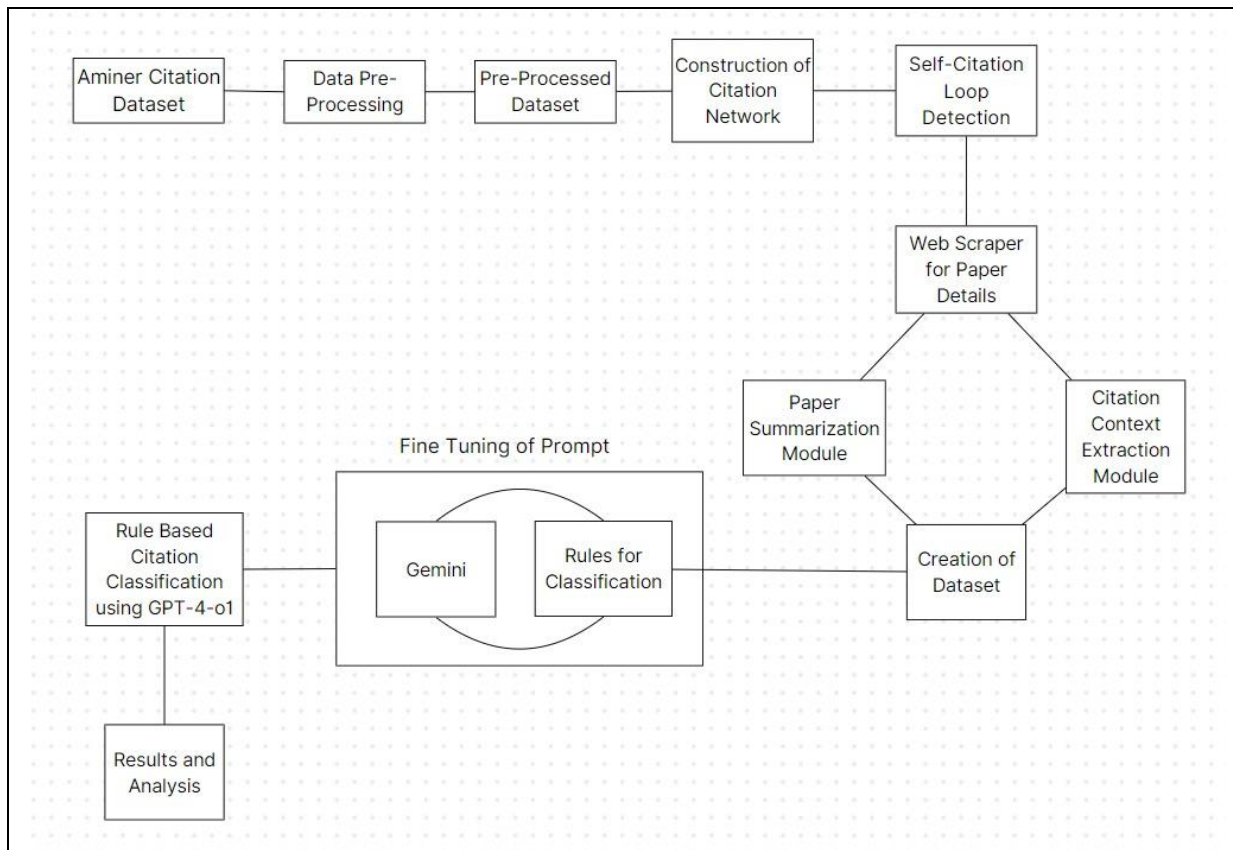 Aminer Citation
Dataset
Data Pre-
Processing
Pre-Processed
Dataset
Construction of
Citation
Network
Self-Citation
Loop
Detection
Web Scraper
for Paper
Details
Paper
Summarization
Module
Citation
Context
Extraction
Module
Creation of
Dataset
Fine Tuning of Prompt
Gemini
Rules for
Classification
Rule Based
Citation
Classification
using GPT-4-o1
Results and
Analysis